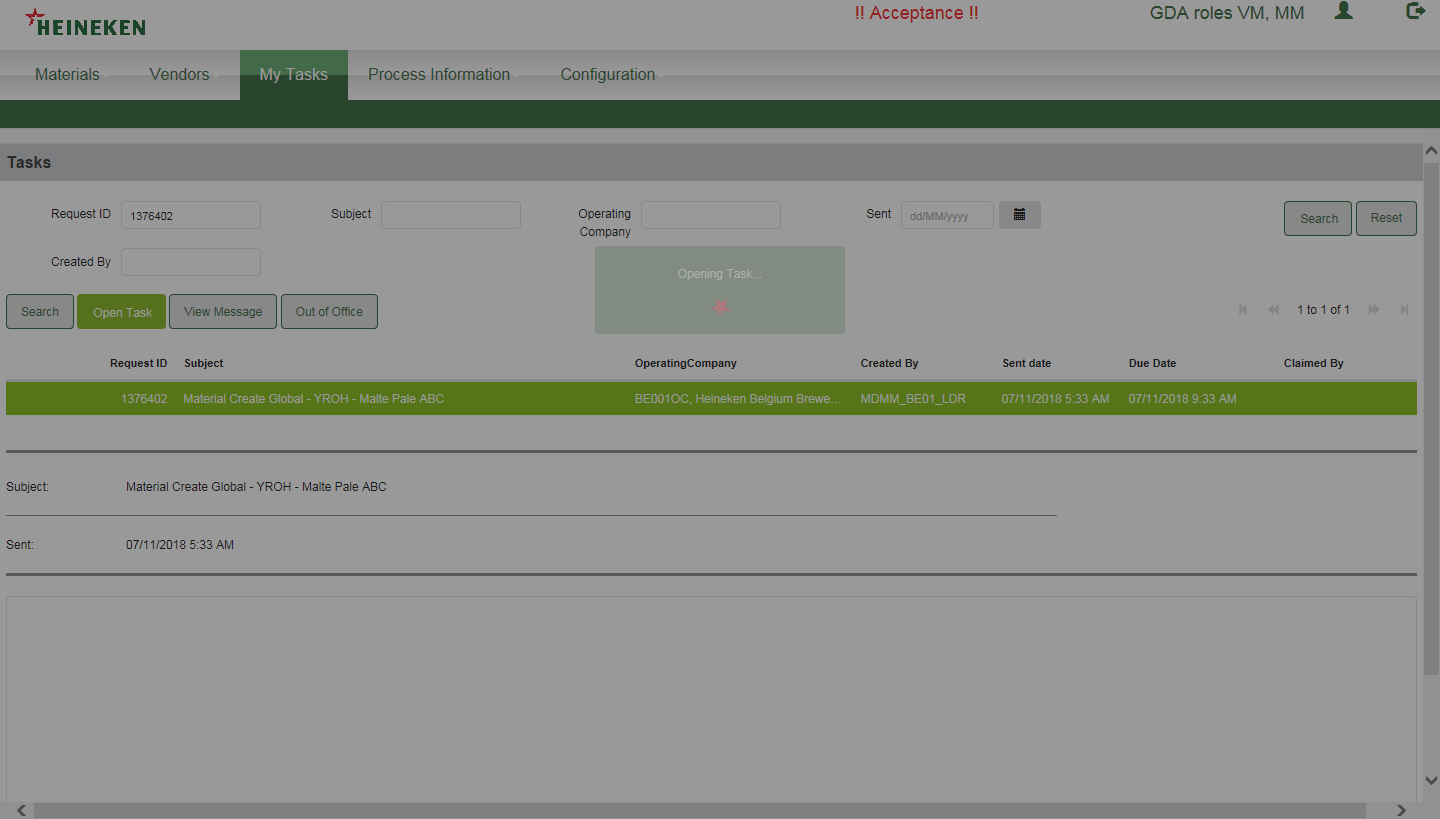 HEINEKEN
!! Acceptance !!
GDA roles VM, MM
Materials
Vendors
My Tasks
Process Information
Configuration
Tasks
Request ID 1376402
Subject
Operating Company
Sent dd/MM/yyyy
Search
Reset
Created By
Opening Task...
Search
Open Task
View Message
Out of Office
1 to 1 of 1
Request ID Subject OperatingCompany Created By Sent date Due Date Claimed By
1376402 Material Create Global - YROH - Malte Pale ABC BE001OC, Heineken Belgium Brewe... MDMM_BE01_LDR 07/11/2018 5:33 AM 07/11/2018 9:33 AM
Subject: Material Create Global - YROH - Malte Pale ABC
Sent: 07/11/2018 5:33 AM